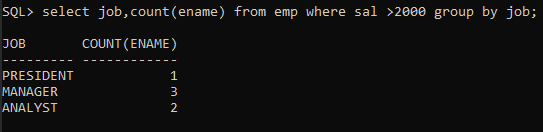 SQL> select job,count(ename) from emp where sal >2000 group by job;
JOB COUNT(ENAME)
--------- ------------
PRESIDENT 1
MANAGER 3
ANALYST 2